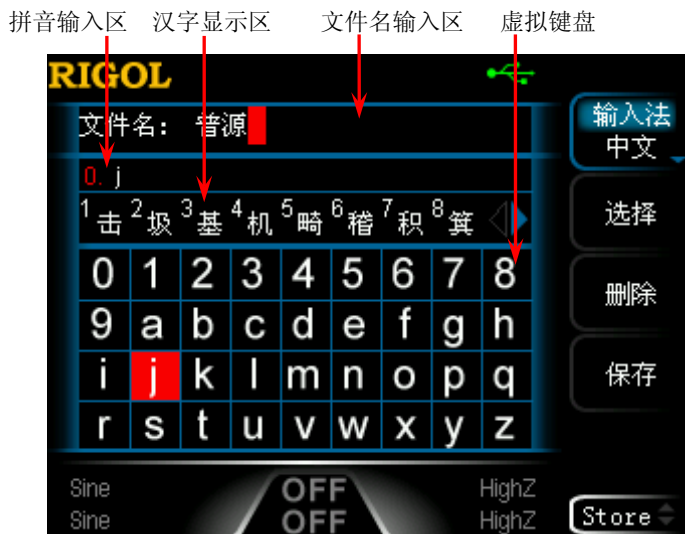 拼音输入区 汉字显示区 文件名输入区 虚拟键盘
RIGOL
文件名： 普源
输入法
中文
0. j
1击 2圾 3基 4机 5畸 6稽 7积 8箕
选择
0 1 2 3 4 5 6 7 8
删除
9 a b c d e f g h
i j k l m n o p q
保存
r s t u v w x y z
Sine OFF HighZ
Sine OFF HighZ
Store